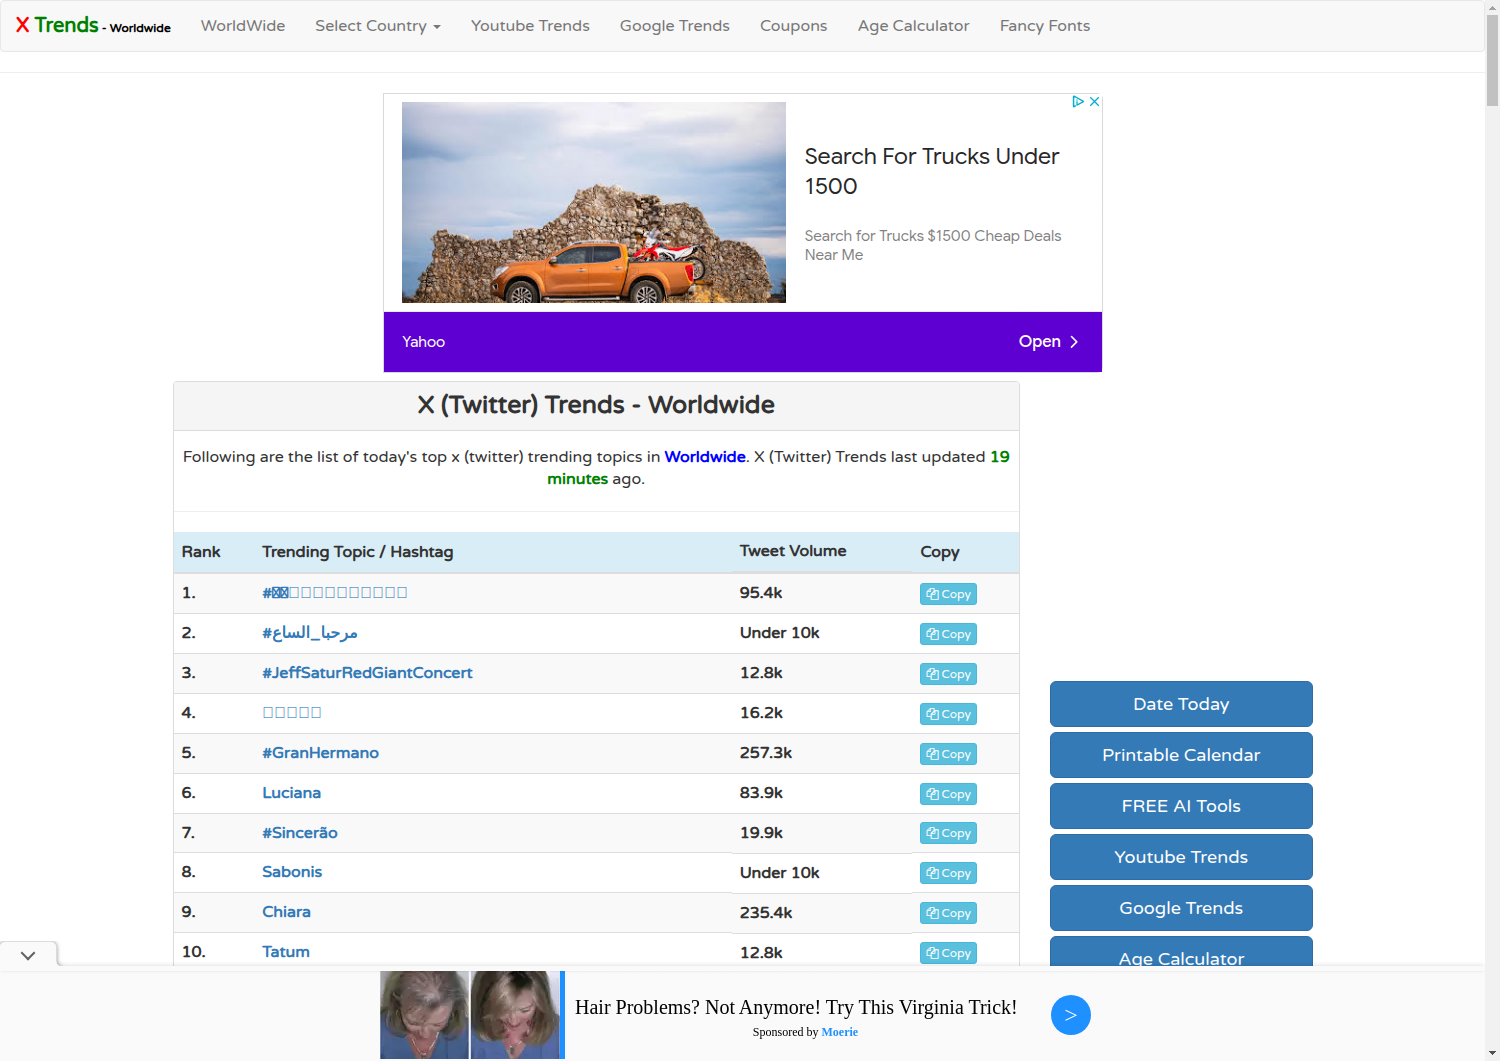 X Trends - Worldwide
WorldWide
Select Country
Youtube Trends
Google Trends
Coupons
Age Calculator
Fancy Fonts
Search For Trucks Under
1500
Search for Trucks $1500 Cheap Deals
Near Me
Yahoo
Open
X (Twitter) Trends - Worldwide
Following are the list of today's top x (twitter) trending topics in Worldwide. X (Twitter) Trends last updated 19
minutes ago.
Rank Trending Topic / Hashtag Tweet Volume Copy
1. # 95.4k Copy
2. #مرحبا_الساع Under 10k Copy
3. #JeffSaturRedGiantConcert 12.8k Copy
4. 16.2k Copy
5. #GranHermano 257.3k Copy
6. Luciana 83.9k Copy
7. #Sincerão 19.9k Copy
8. Sabonis Under 10k Copy
9. Chiara 235.4k Copy
10. Tatum 12.8k Copy
Date Today
Printable Calendar
FREE AI Tools
Youtube Trends
Google Trends
Age Calculator
Hair Problems? Not Anymore! Try This Virginia Trick!
Sponsored by Moerie
>